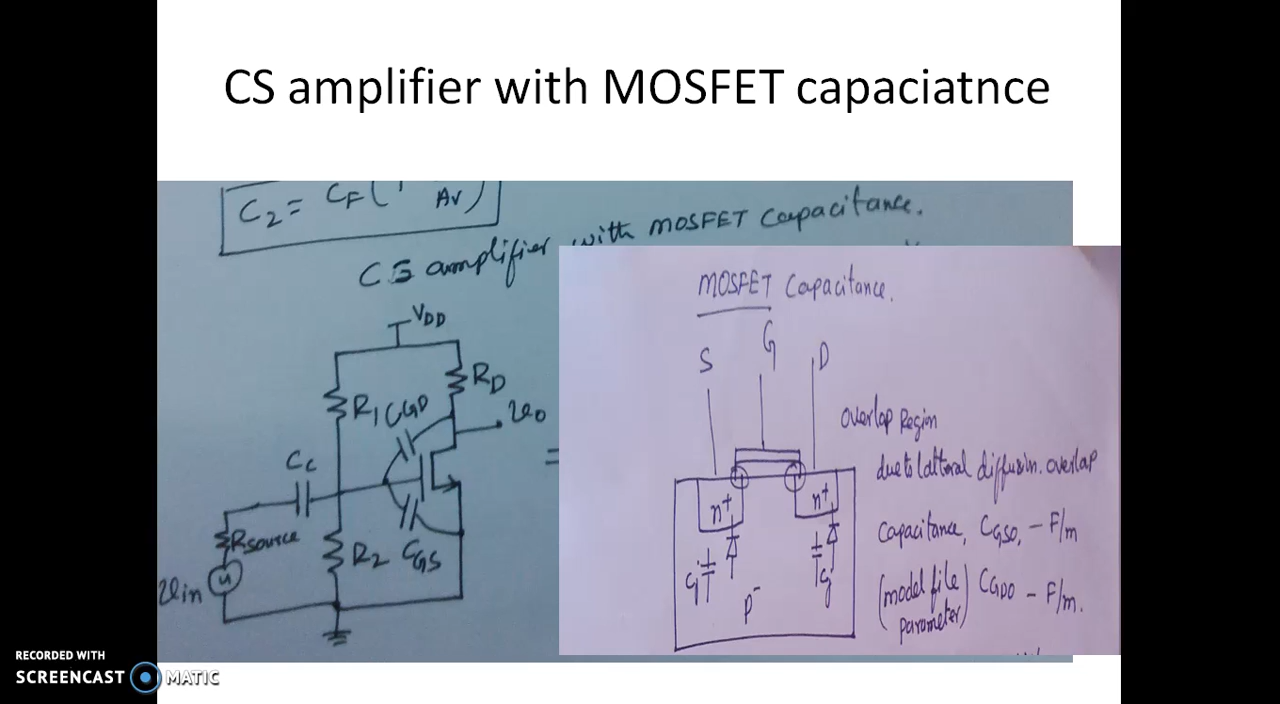 CS amplifier with MOSFET capaciatnce
C2 = CF (
AV )
CS amplifier with MOSFET Capacitance.
VDD
R1
CGD
RD
vo
Cc
Rsource
R2
CGS
vin
=
MOSFET Capacitance.
S
G
D
n+
n+
Cj
Cj
p-
Overlap Region
due to latteral diffusion. overlap
Capacitance, CGSO, - F/m
(model file parameter) CGDO - F/m.
RECORDED WITH
SCREENCAST MATIC